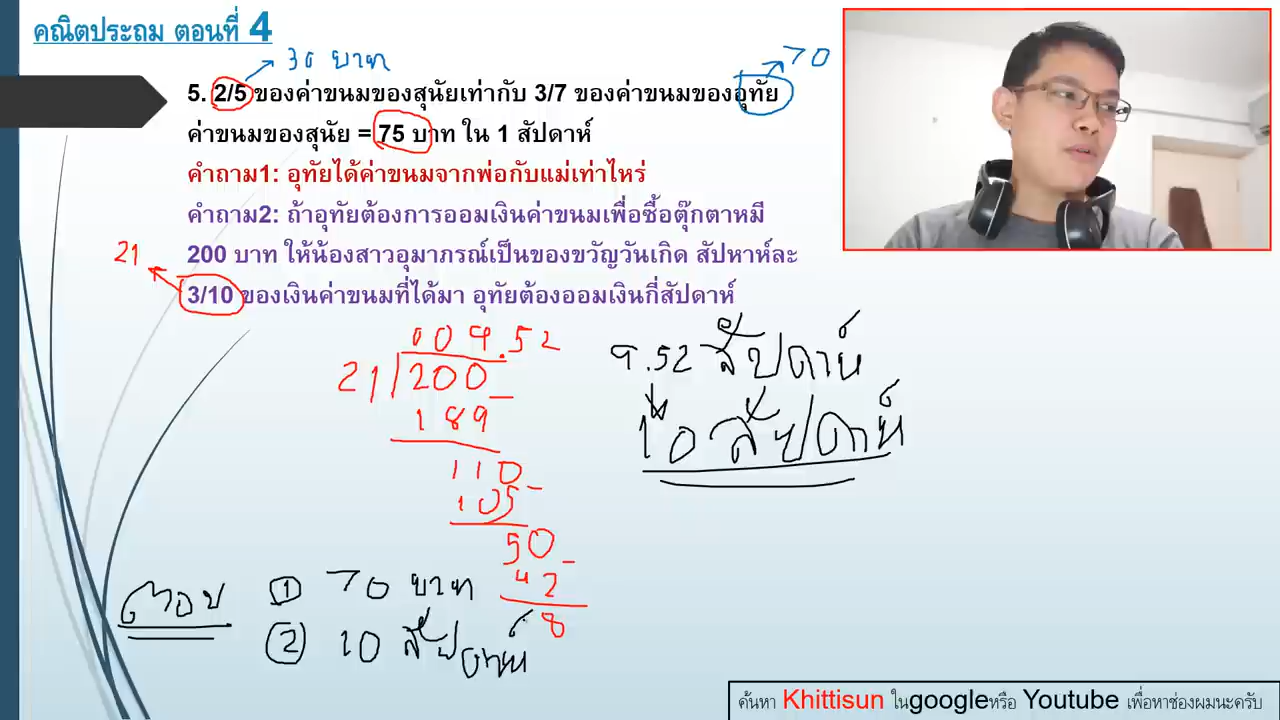 คณิตประถม ตอนที่ 4
30 บาท
70
5. 2/5 ของค่าขนมของสุนัยเท่ากับ 3/7 ของค่าขนมของอุทัย
ค่าขนมของสุนัย = 75 บาท ใน 1 สัปดาห์
คำถาม1: อุทัยได้ค่าขนมจากพ่อกับแม่เท่าไหร่
คำถาม2: ถ้าอุทัยต้องการออมเงินค่าขนมเพื่อซื้อตุ๊กตาหมี
21
200 บาท ให้น้องสาวอุมาภรณ์เป็นของขวัญวันเกิด สัปหาห์ละ
3/10 ของเงินค่าขนมที่ได้มา อุทัยต้องออมเงินกี่สัปดาห์
009.52
21 200
189
110
105
50
42
8
9.52 สัปดาห์
10 สัปดาห์
ตอบ 1 70 บาท
2 10 สัปดาห์
ค้นหา Khittisun ในgoogleหรือ Youtube เพื่อหาช่องผมนะครับ